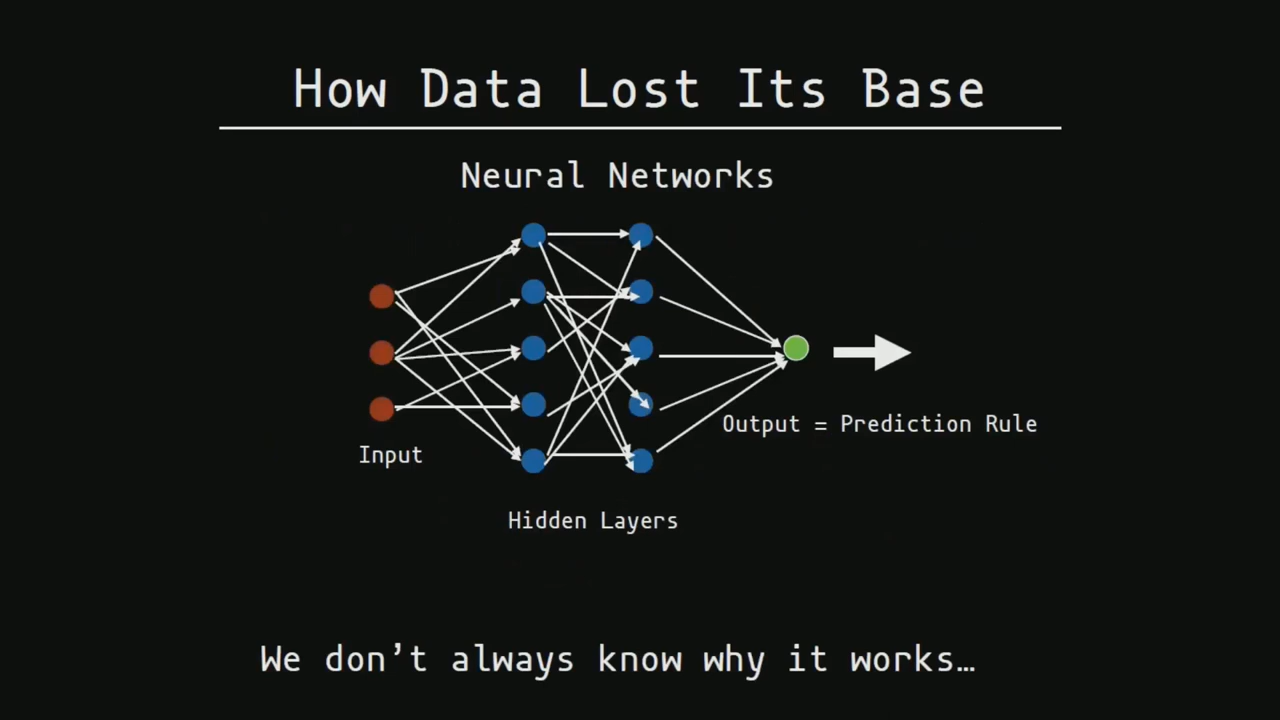 How Data Lost Its Base
Neural Networks
Input
Output = Prediction Rule
Hidden Layers
We don’t always know why it works…